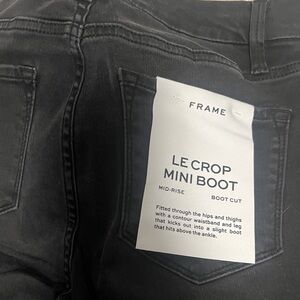 FRAME
LE CROP
MINI BOOT
MID-RISE BOOT CUT
Fitted through the hips and thighs
with a contour waistband and leg
that kicks out into a slight boot
that hits above the ankle.